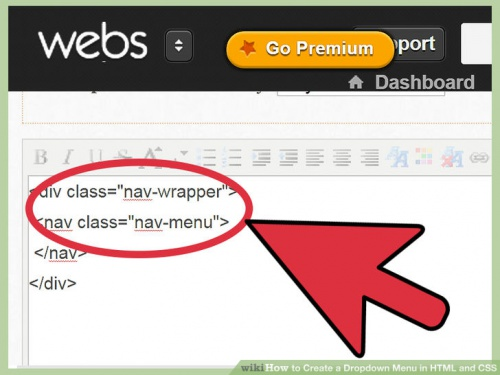 webs
Go Premium
pport
Dashboard
B I U S A
<div class="nav-wrapper">
<nav class="nav-menu">
</nav>
</div>
wikiHow to Create a Dropdown Menu in HTML and CSS